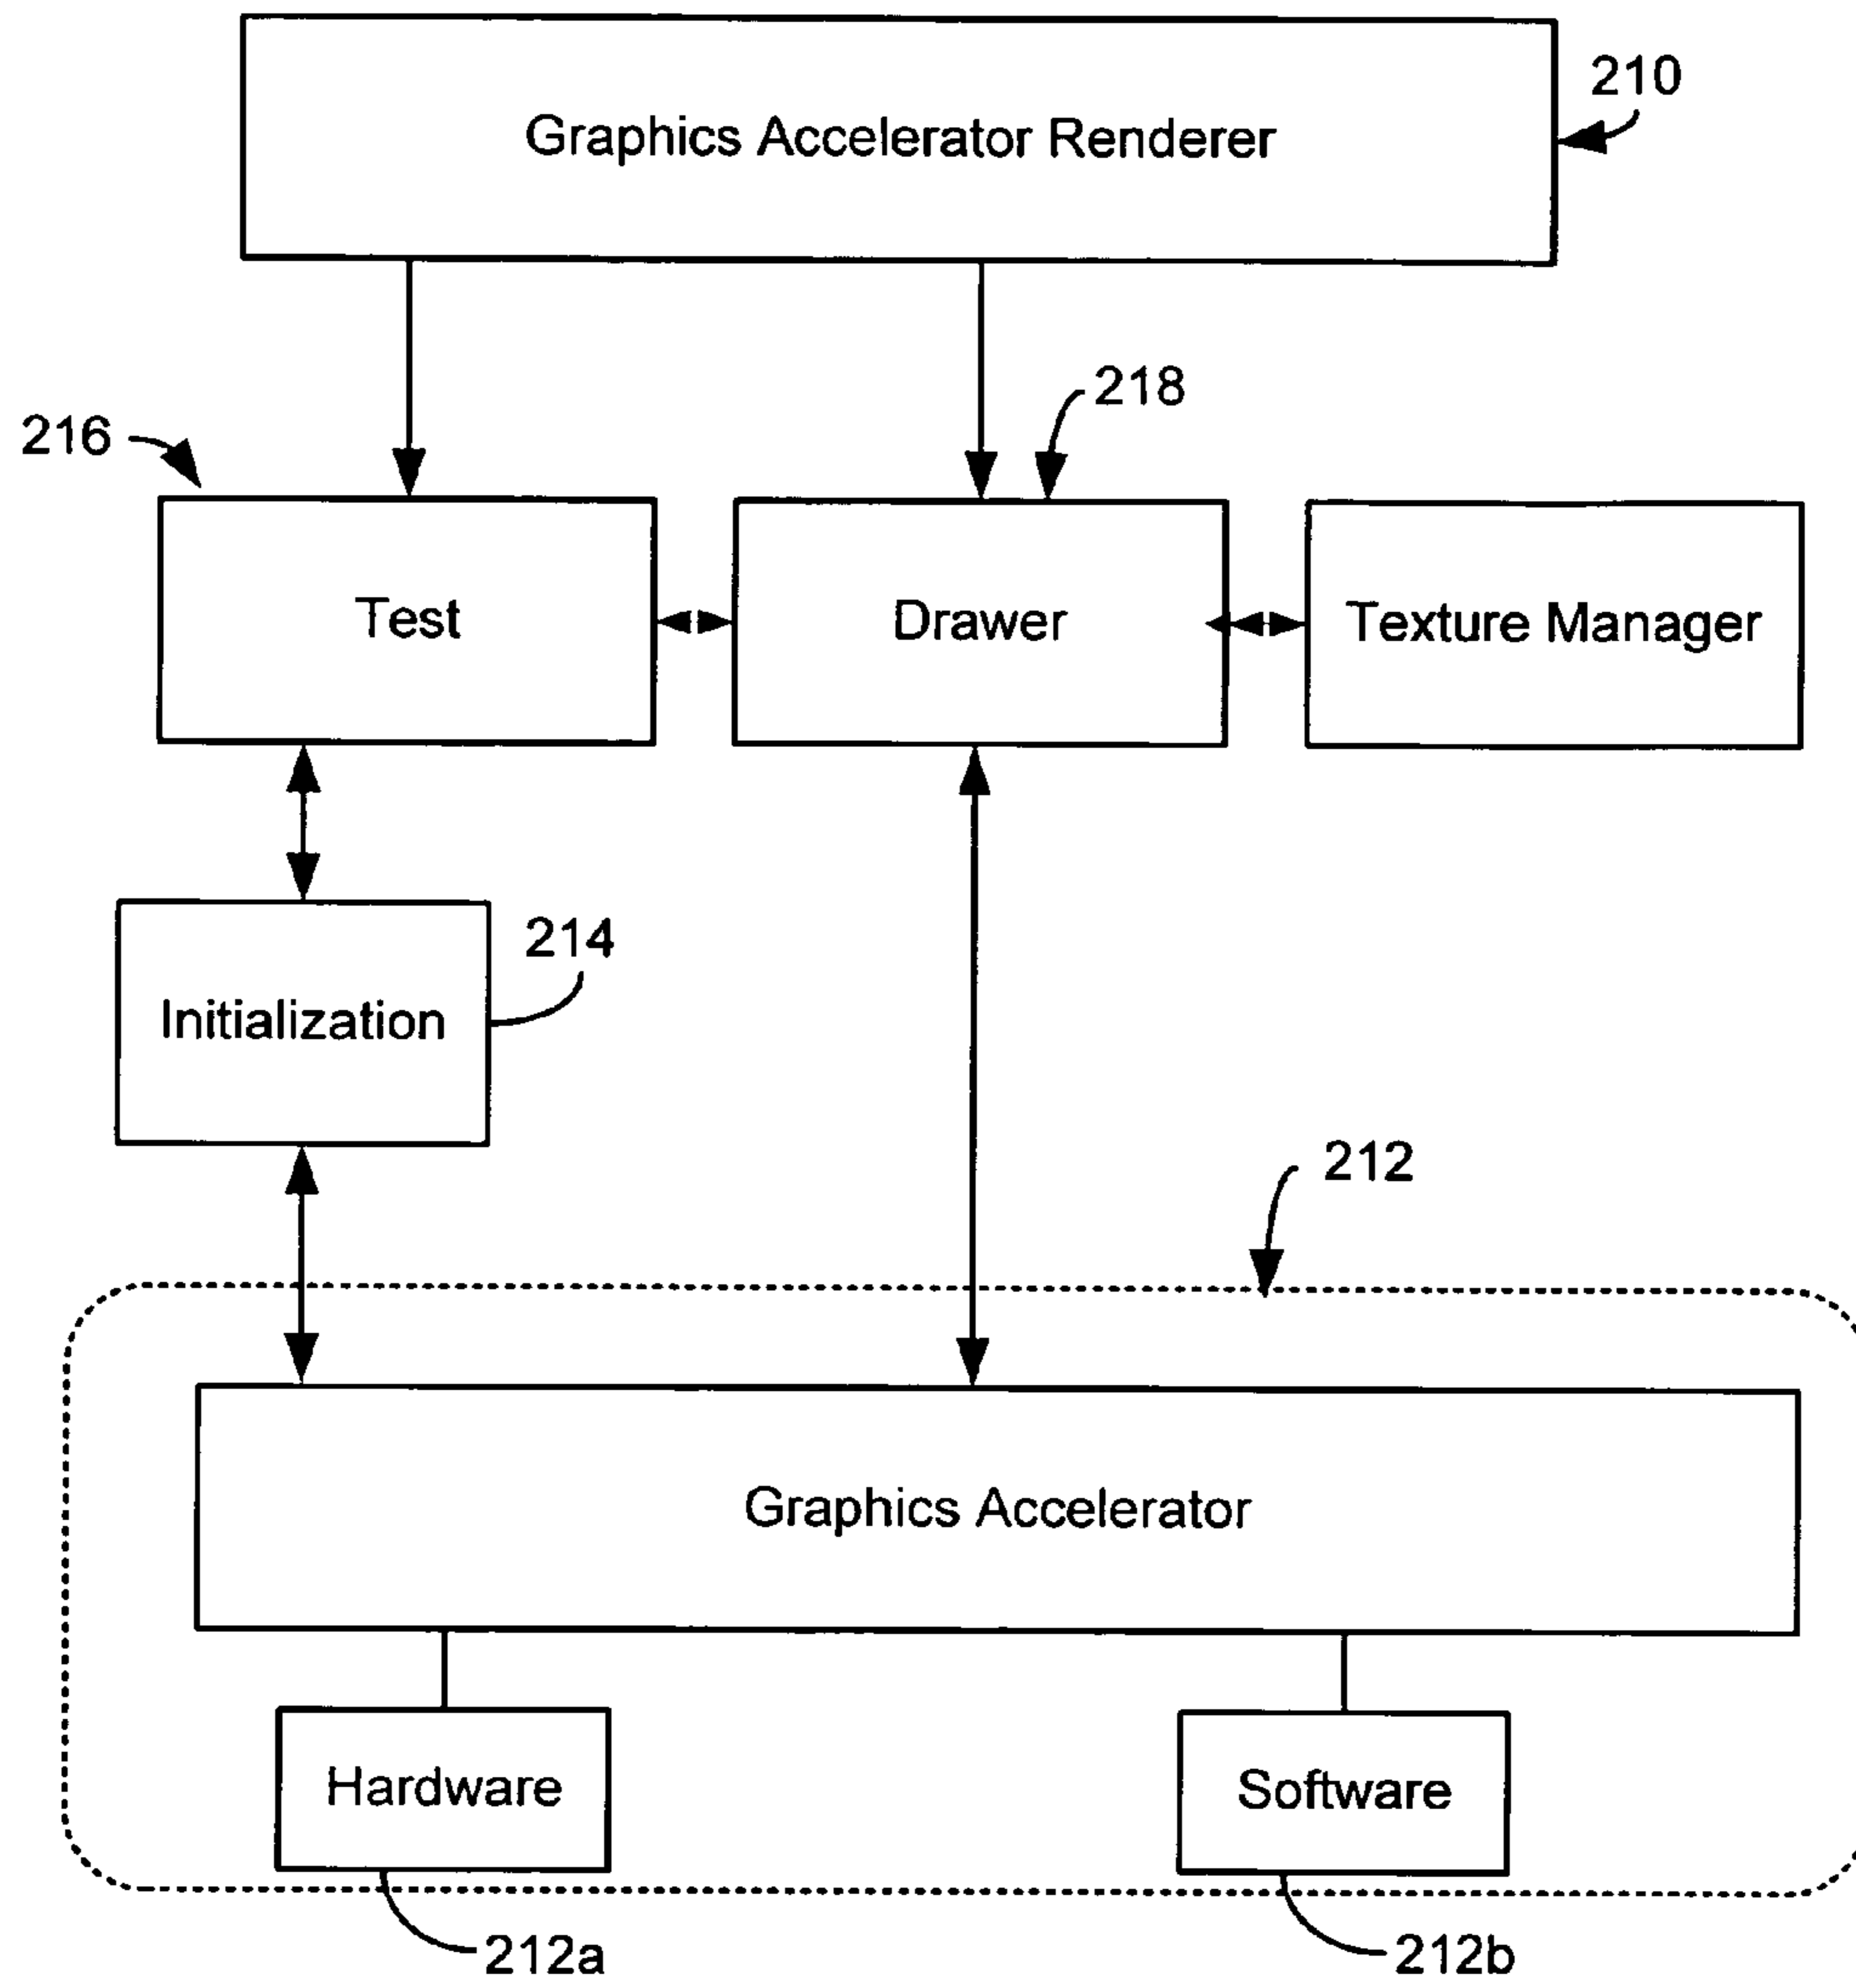 Graphics Accelerator Renderer
210
218
216
Test
Drawer
Texture Manager
214
Initialization
212
Graphics Accelerator
Hardware
Software
212a
212b